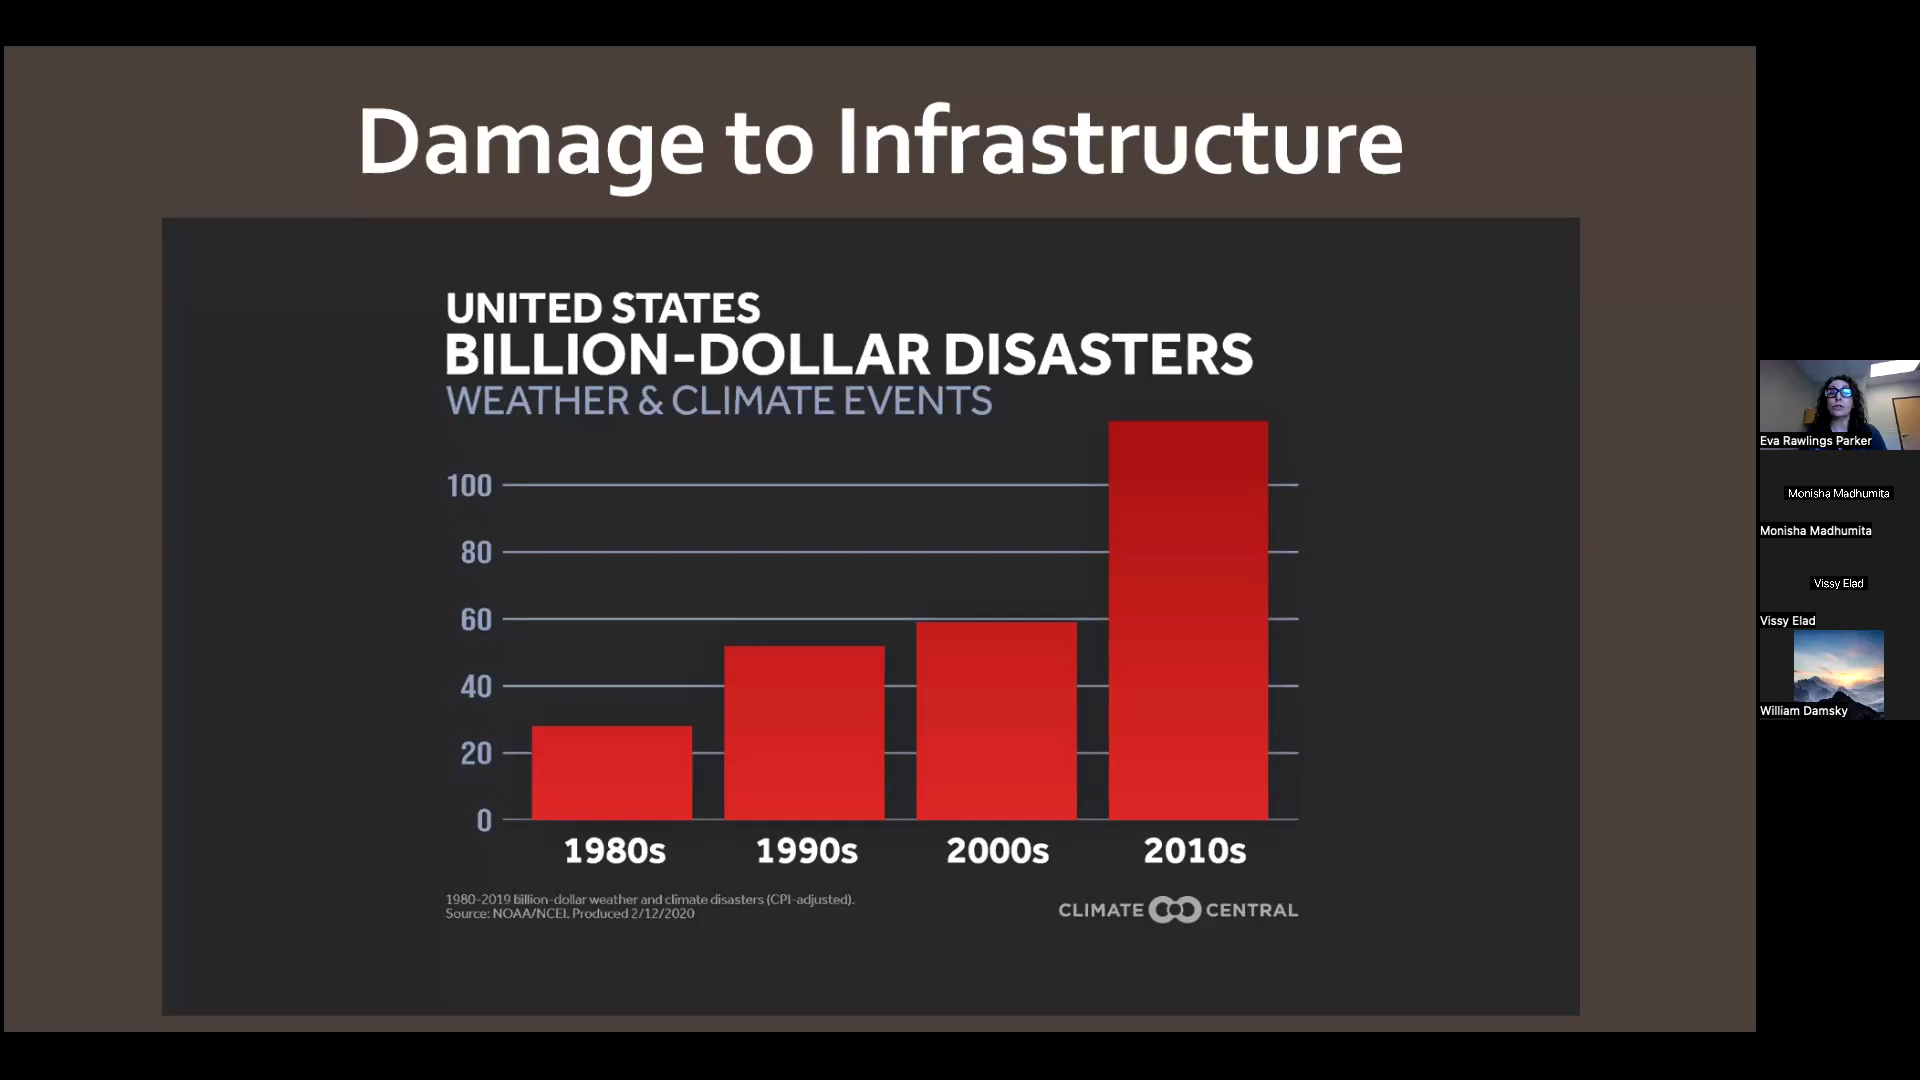 Damage to Infrastructure
UNITED STATES
BILLION-DOLLAR DISASTERS
WEATHER & CLIMATE EVENTS
100
80
60
40
20
0
1980s 1990s 2000s 2010s
1980-2019 billion-dollar weather and climate disasters (CPI-adjusted).
Source: NOAA/NCEI. Produced 2/12/2020
CLIMATE CENTRAL
Eva Rawlings Parker
Monisha Madhumita
Monisha Madhumita
Vissy Elad
Vissy Elad
William Damsky